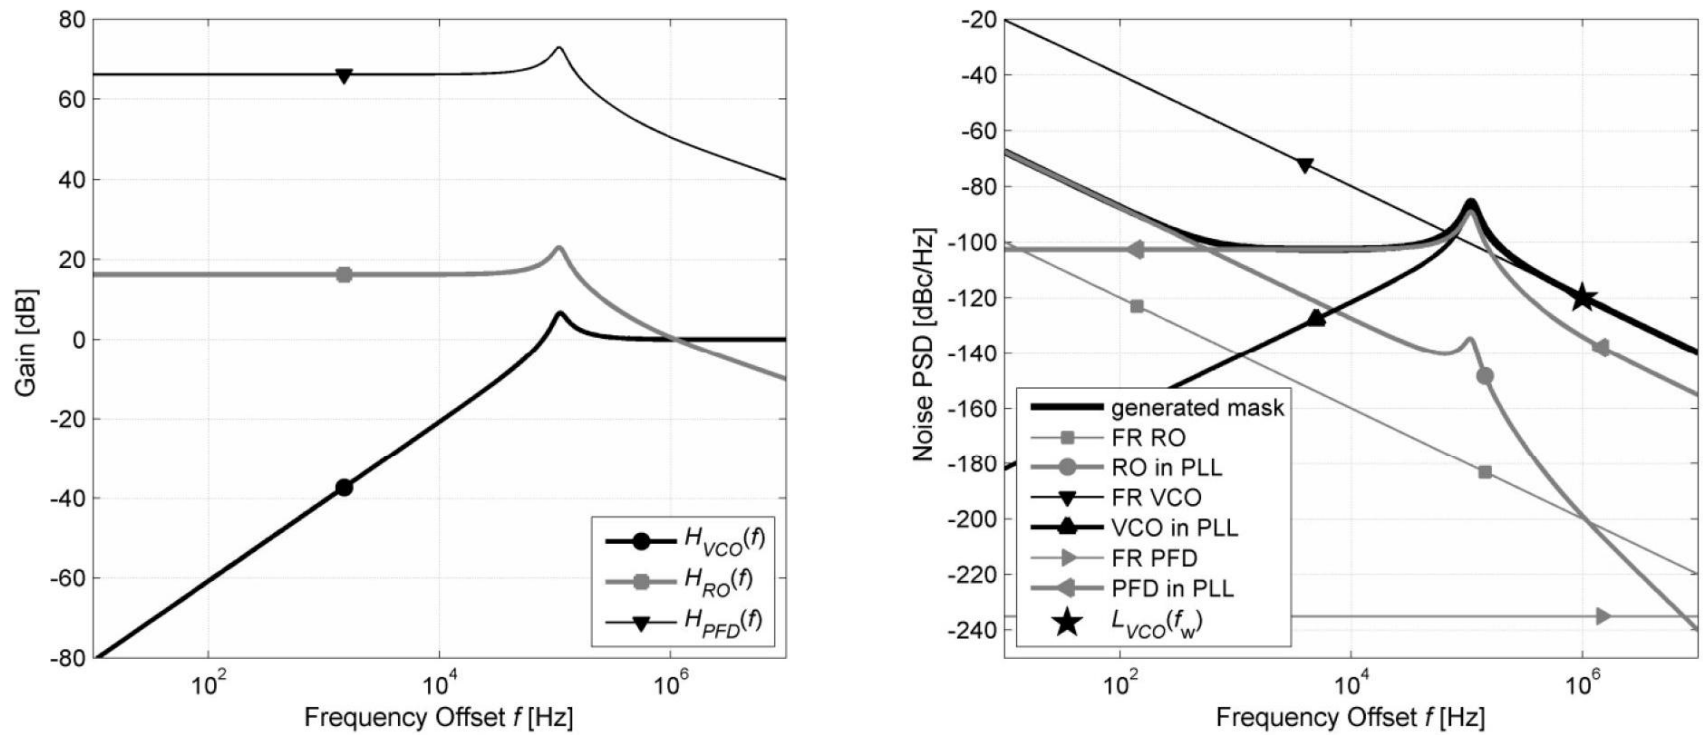 80
60
40
20
0
-20
-40
-60
-80
Gain [dB]
10^2
10^4
10^6
Frequency Offset f [Hz]
H_VCO(f)
H_RO(f)
H_PFD(f)
-20
-40
-60
-80
-100
-120
-140
-160
-180
-200
-220
-240
Noise PSD [dBc/Hz]
10^2
10^4
10^6
Frequency Offset f [Hz]
generated mask
FR RO
RO in PLL
FR VCO
VCO in PLL
FR PFD
PFD in PLL
L_VCO(f_w)